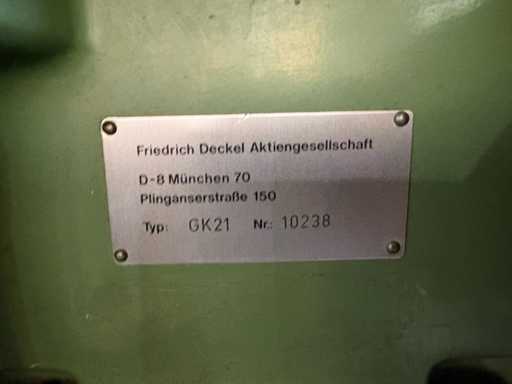 Friedrich Deckel Aktiengesellschaft
D-8 München 70
Plinganserstraße 150
Typ: GK21 Nr.: 10238